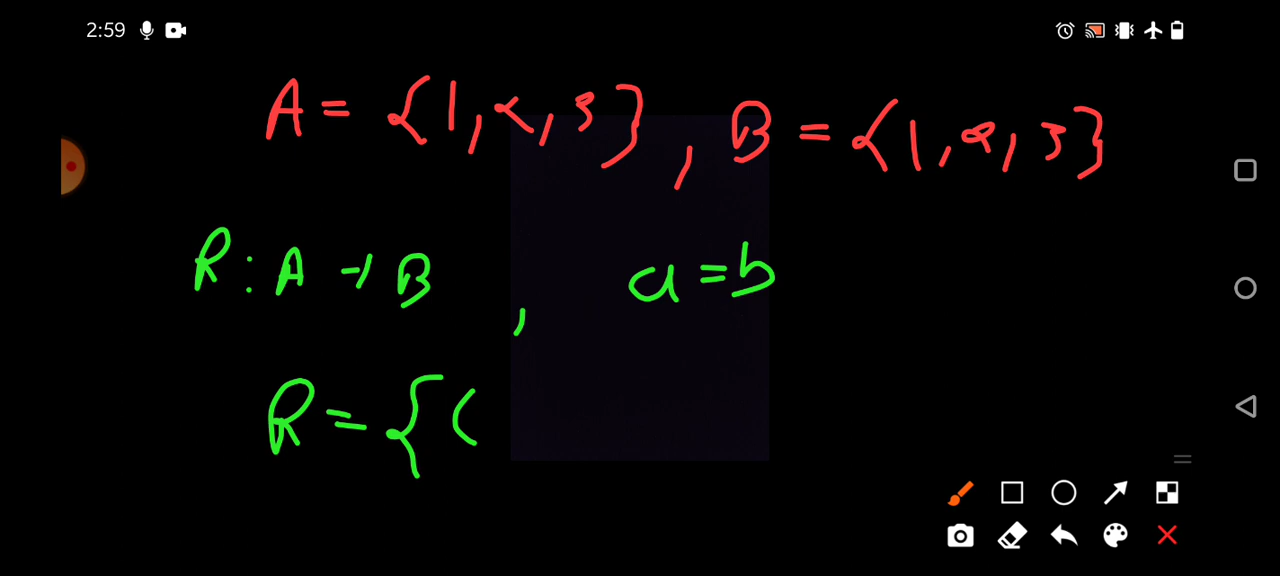 2:59
A = {1, 2, 3}, B = {1, 2, 3}
R : A → B, a = b
R = {(